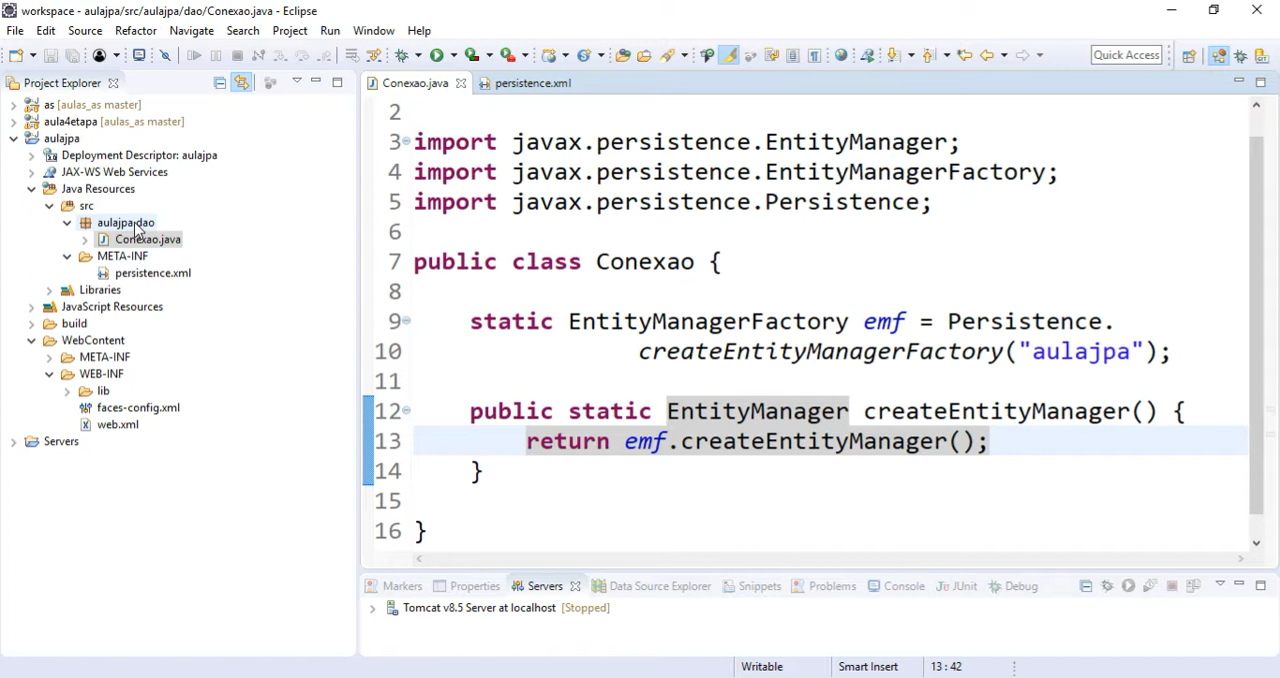 workspace - aulajpa/src/aulajpa/dao/Conexao.java - Eclipse
File Edit Source Refactor Navigate Search Project Run Window Help
Quick Access
Project Explorer
as [aulas_as master]
aula4etapa [aulas_as master]
aulajpa
Deployment Descriptor: aulajpa
JAX-WS Web Services
Java Resources
src
aulajpa.dao
Conexao.java
META-INF
persistence.xml
Libraries
JavaScript Resources
build
WebContent
META-INF
WEB-INF
lib
faces-config.xml
web.xml
Servers
Conexao.java persistence.xml
2
3 import javax.persistence.EntityManager;
4 import javax.persistence.EntityManagerFactory;
5 import javax.persistence.Persistence;
6
7 public class Conexao {
8
9 static EntityManagerFactory emf = Persistence.
10 createEntityManagerFactory("aulajpa");
11
12 public static EntityManager createEntityManager() {
13 return emf.createEntityManager();
14 }
15
16 }
Markers Properties Servers Data Source Explorer Snippets Problems Console JUnit Debug
Tomcat v8.5 Server at localhost [Stopped]
Writable Smart Insert 13 : 42